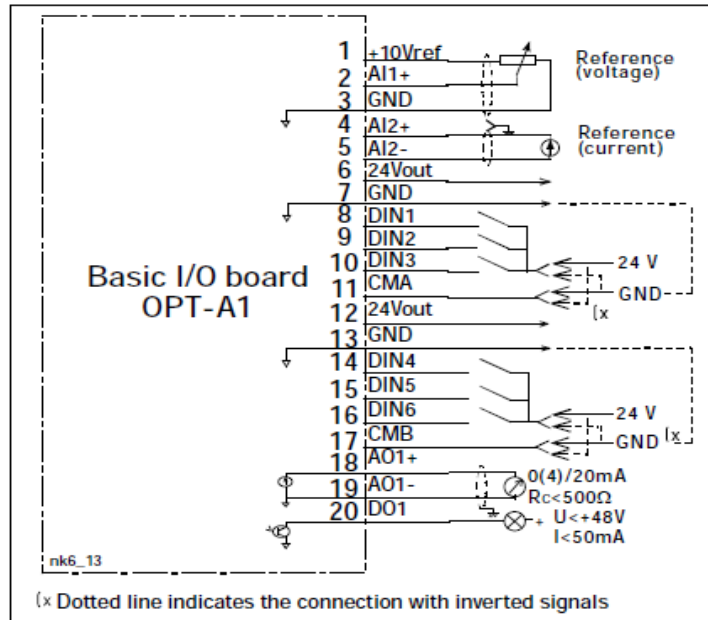 1 +10Vref
Reference
(voltage)
2 AI1+
3 GND
4 AI2+
Reference
(current)
5 AI2-
6 24Vout
7 GND
8 DIN1
9 DIN2
10 DIN3
24 V
11 CMA
GND
(x
12 24Vout
13 GND
14 DIN4
15 DIN5
16 DIN6
24 V
17 CMB
GND (x
18 AO1+
0(4)/20mA
19 AO1-
RC<500Ω
20 DO1
+ U<+48V
I<50mA
Basic I/O board
OPT-A1
nk6_13
(x Dotted line indicates the connection with inverted signals